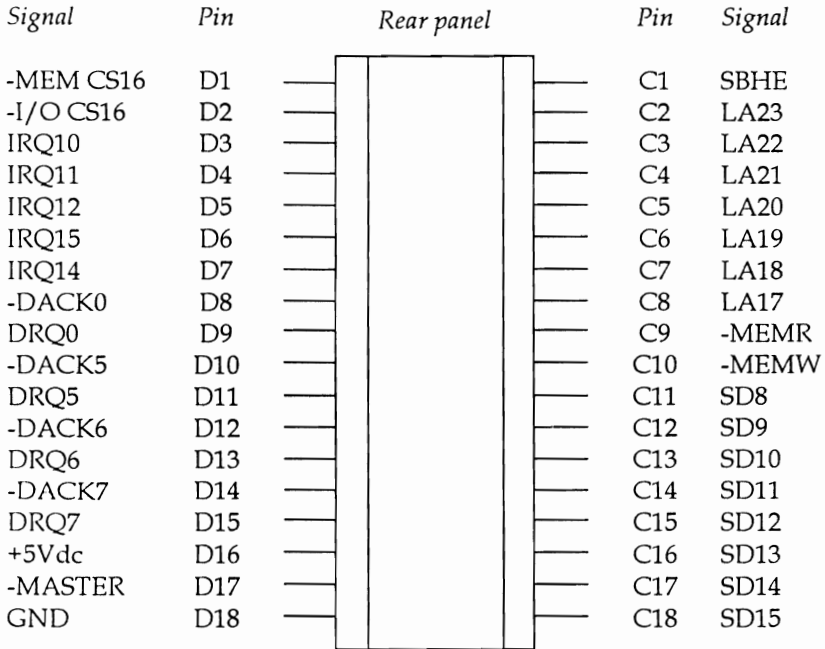 Signal Pin Rear panel Pin Signal
-MEM CS16 D1 C1 SBHE
-I/O CS16 D2 C2 LA23
IRQ10 D3 C3 LA22
IRQ11 D4 C4 LA21
IRQ12 D5 C5 LA20
IRQ15 D6 C6 LA19
IRQ14 D7 C7 LA18
-DACK0 D8 C8 LA17
DRQ0 D9 C9 -MEMR
-DACK5 D10 C10 -MEMW
DRQ5 D11 C11 SD8
-DACK6 D12 C12 SD9
DRQ6 D13 C13 SD10
-DACK7 D14 C14 SD11
DRQ7 D15 C15 SD12
+5Vdc D16 C16 SD13
-MASTER D17 C17 SD14
GND D18 C18 SD15